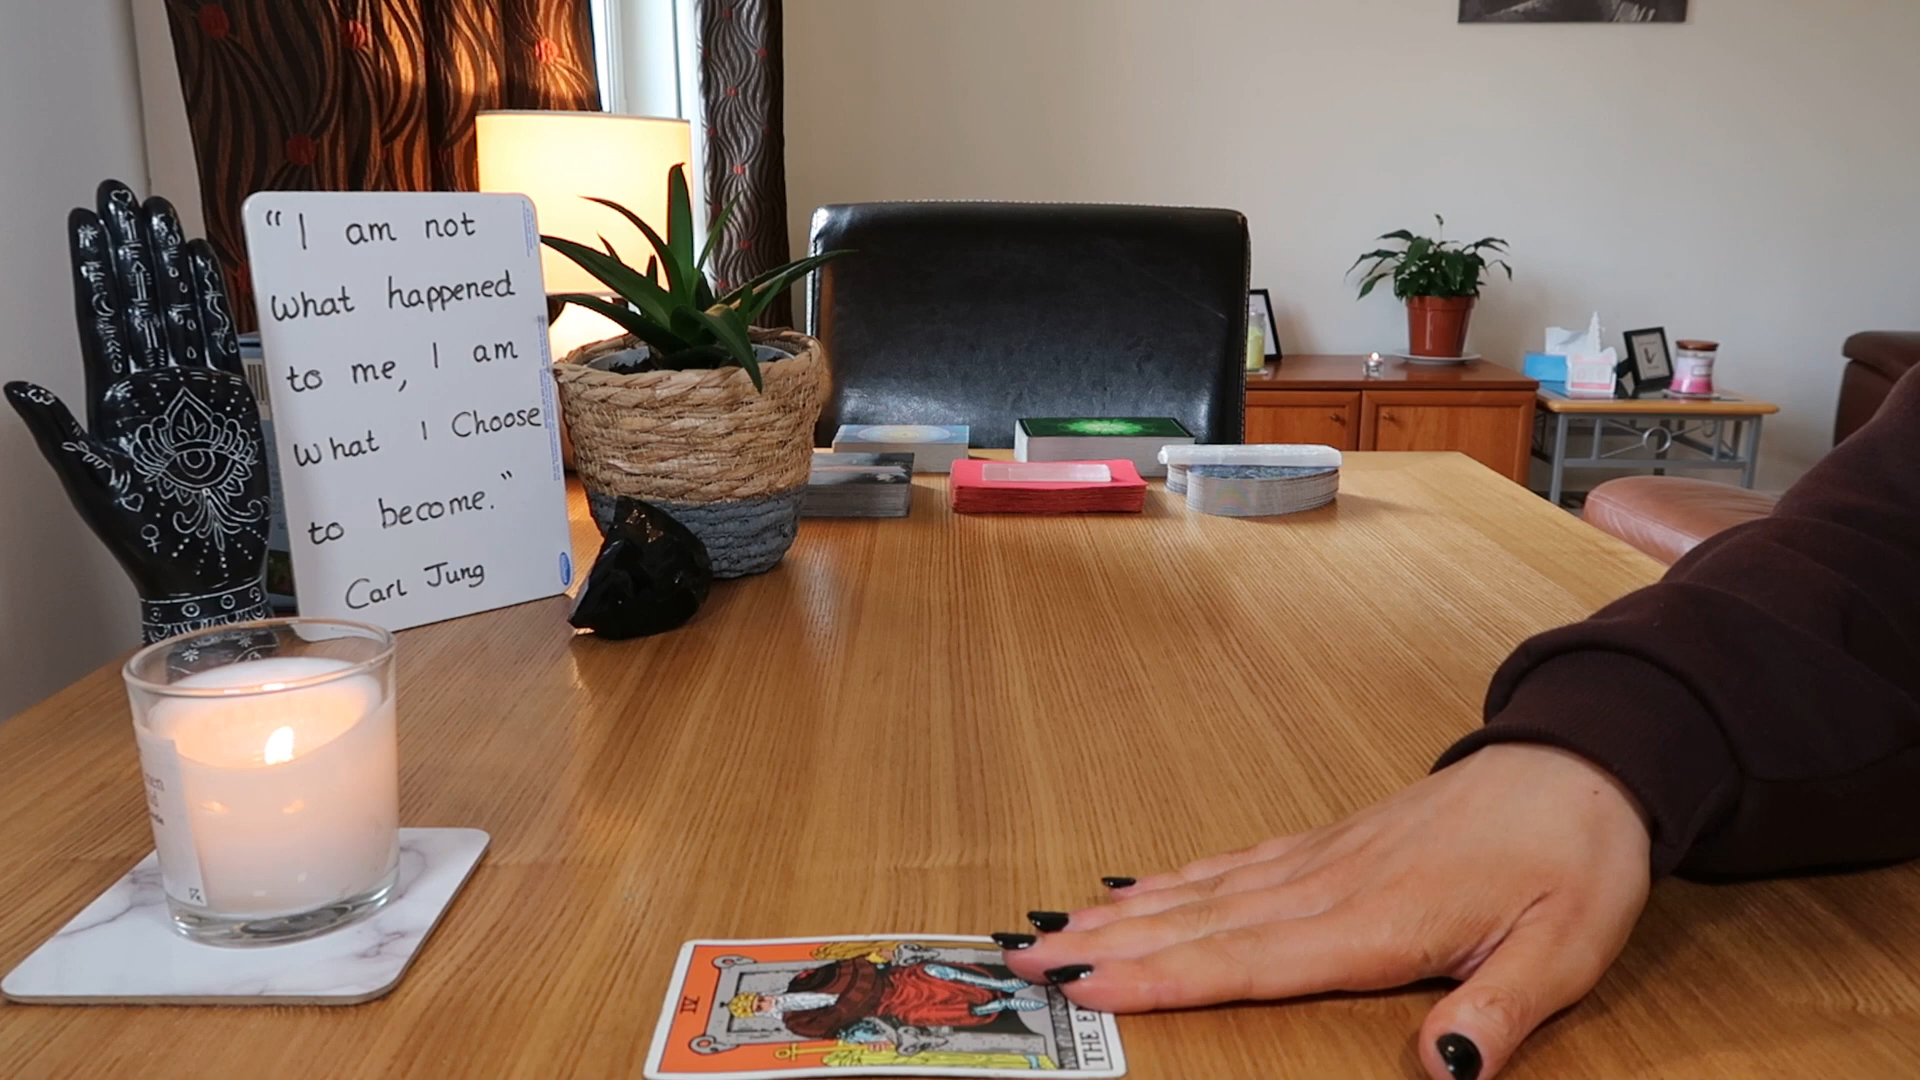 "I am not
what happened
to me, I am
what I Choose
to become."
Carl Jung
IV
THE E